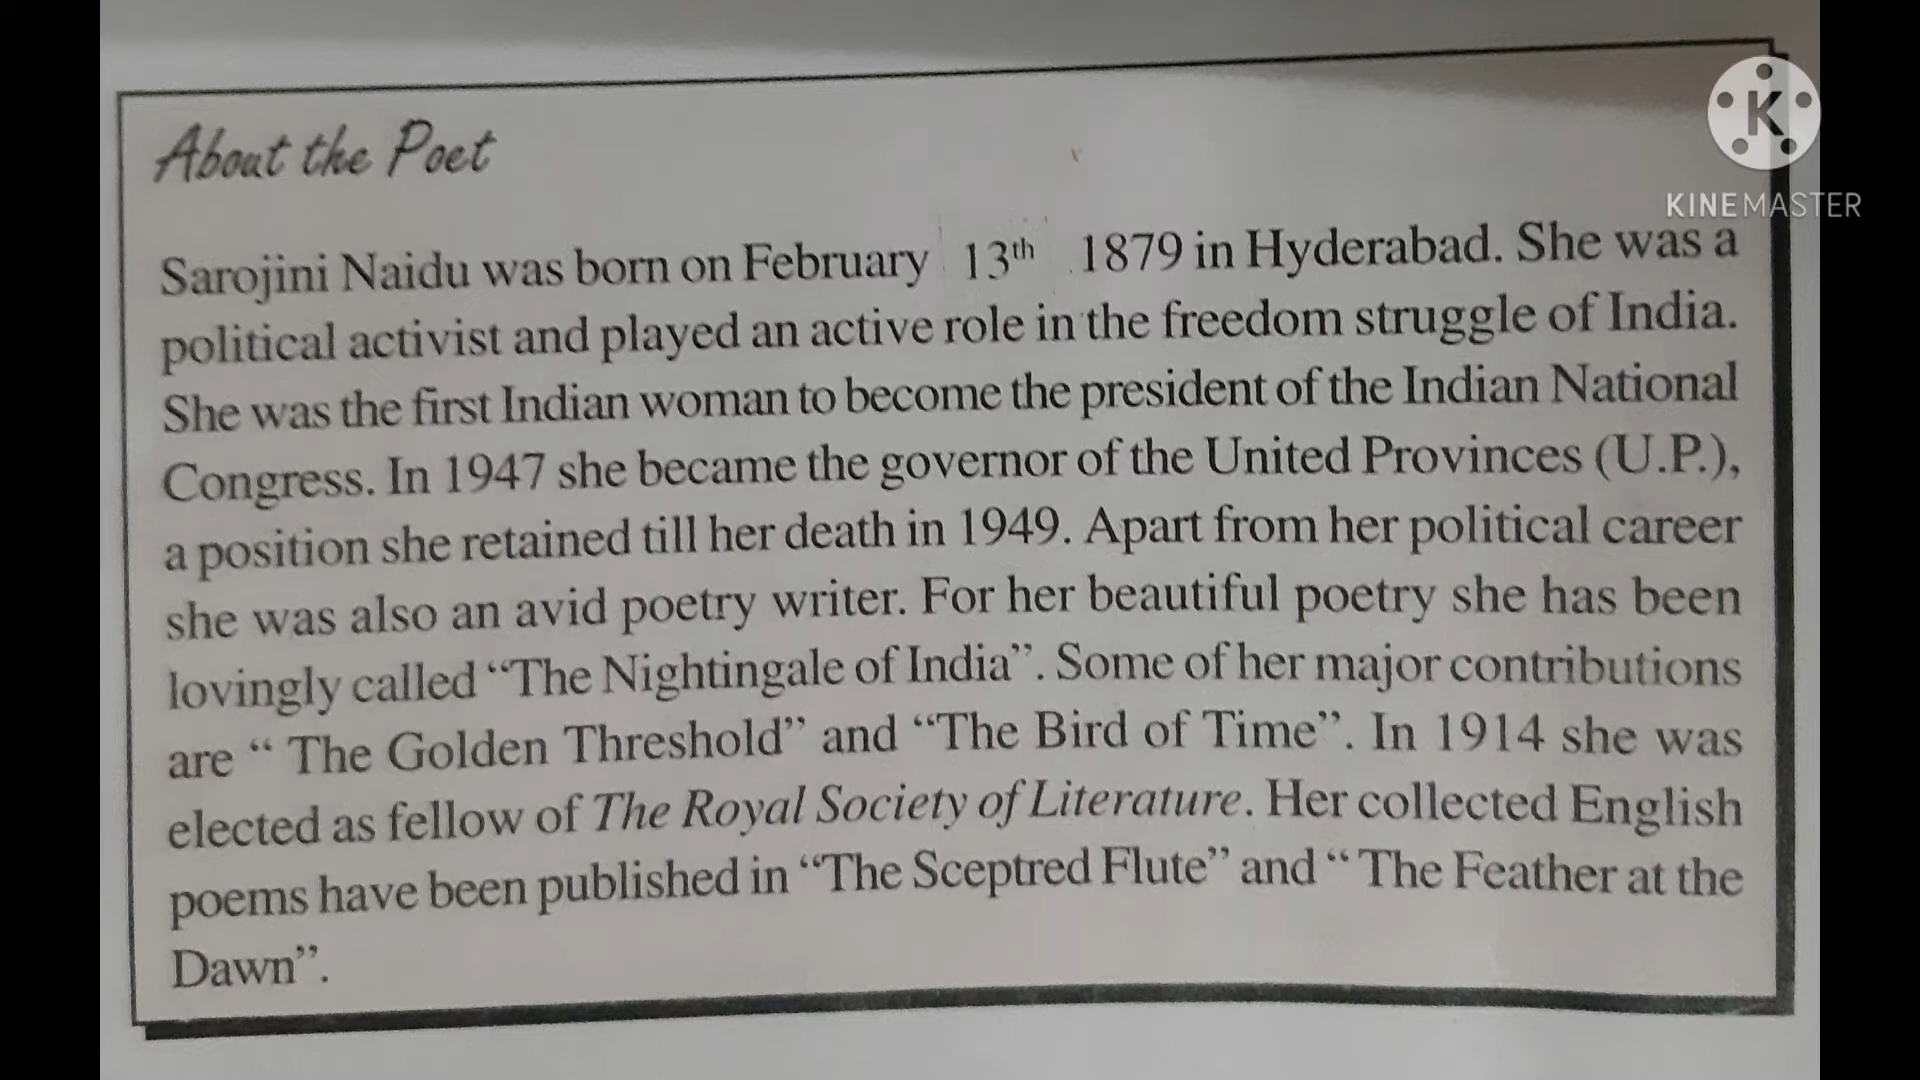 About the Poet
K
KINEMASTER
Sarojini Naidu was born on February 13th 1879 in Hyderabad. She was a
political activist and played an active role in the freedom struggle of India.
She was the first Indian woman to become the president of the Indian National
Congress. In 1947 she became the governor of the United Provinces (U.P.),
a position she retained till her death in 1949. Apart from her political career
she was also an avid poetry writer. For her beautiful poetry she has been
lovingly called “The Nightingale of India”. Some of her major contributions
are “ The Golden Threshold” and “The Bird of Time”. In 1914 she was
elected as fellow of The Royal Society of Literature. Her collected English
poems have been published in “The Sceptred Flute” and “ The Feather at the
Dawn”.